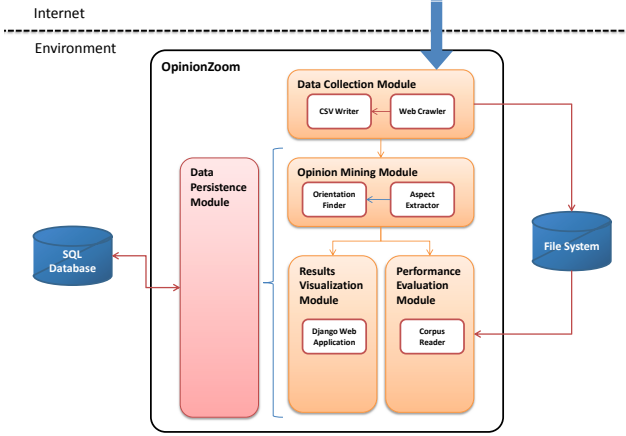 Internet
Environment
OpinionZoom
Data Collection Module
CSV Writer
Web Crawler
Data
Persistence
Module
Opinion Mining Module
Orientation
Finder
Aspect
Extractor
SQL
Database
File System
Results
Visualization
Module
Performance
Evaluation
Module
Django Web
Application
Corpus
Reader